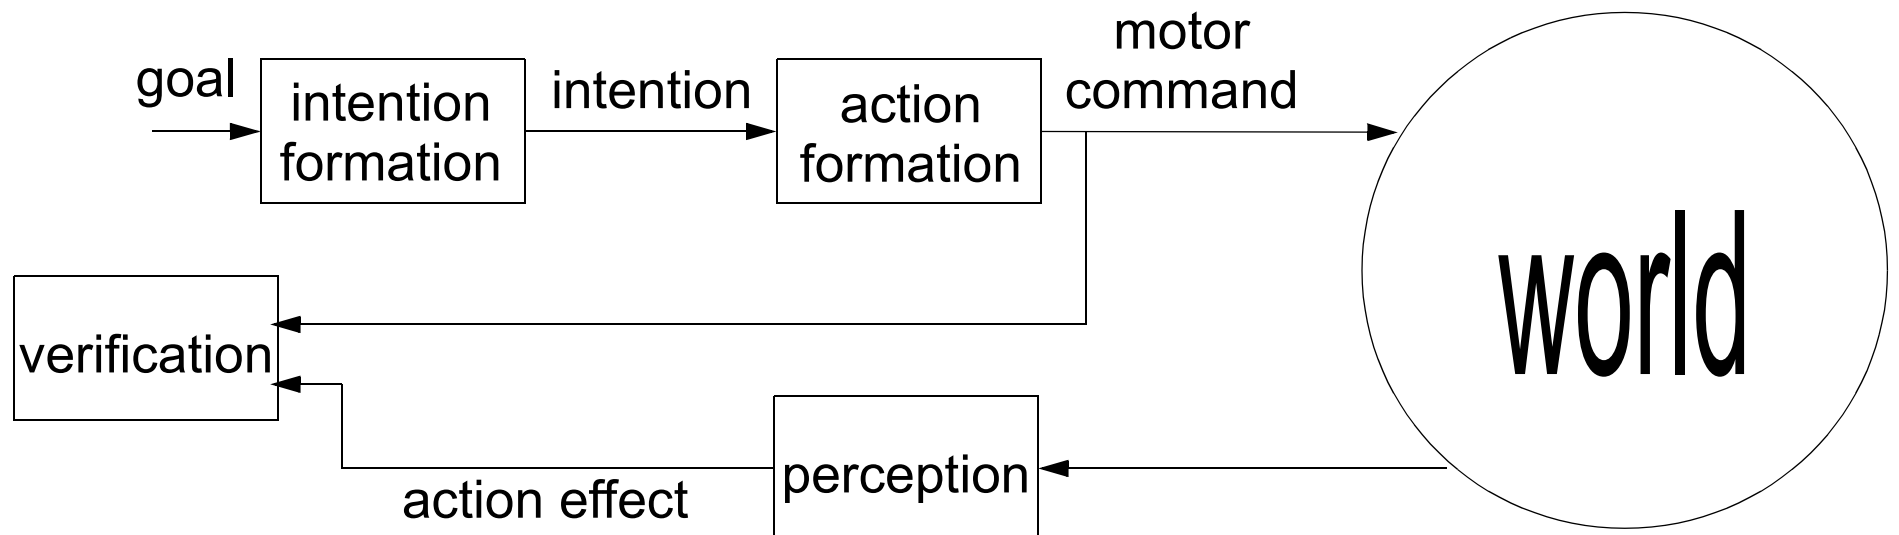 goal
intention
formation
intention
action
formation
motor
command
world
verification
perception
action effect